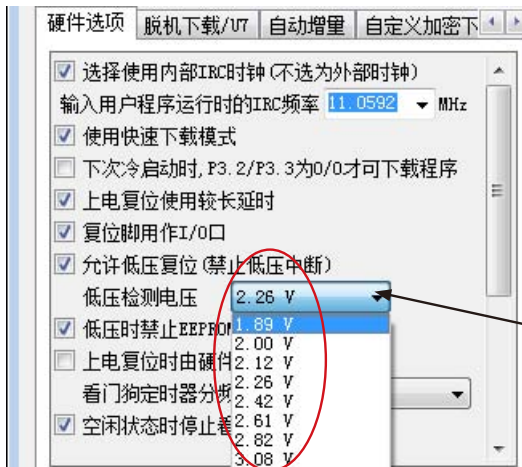 硬件选项 脱机下载/U7 自动增量 自定义加密下
选择使用内部IRC时钟(不选为外部时钟)
输入用户程序运行时的IRC频率 11.0592 MHz
使用快速下载模式
下次冷启动时,P3.2/P3.3为0/0才可下载程序
上电复位使用较长延时
复位脚用作I/O口
允许低压复位(禁止低压中断)
低压检测电压 2.26 V
低压时禁止EEPROM
1.89 V
2.00 V
上电复位时由硬件
2.12 V
2.26 V
看门狗定时器分频
2.42 V
空闲状态时停止看
2.61 V
2.82 V
3.08 V